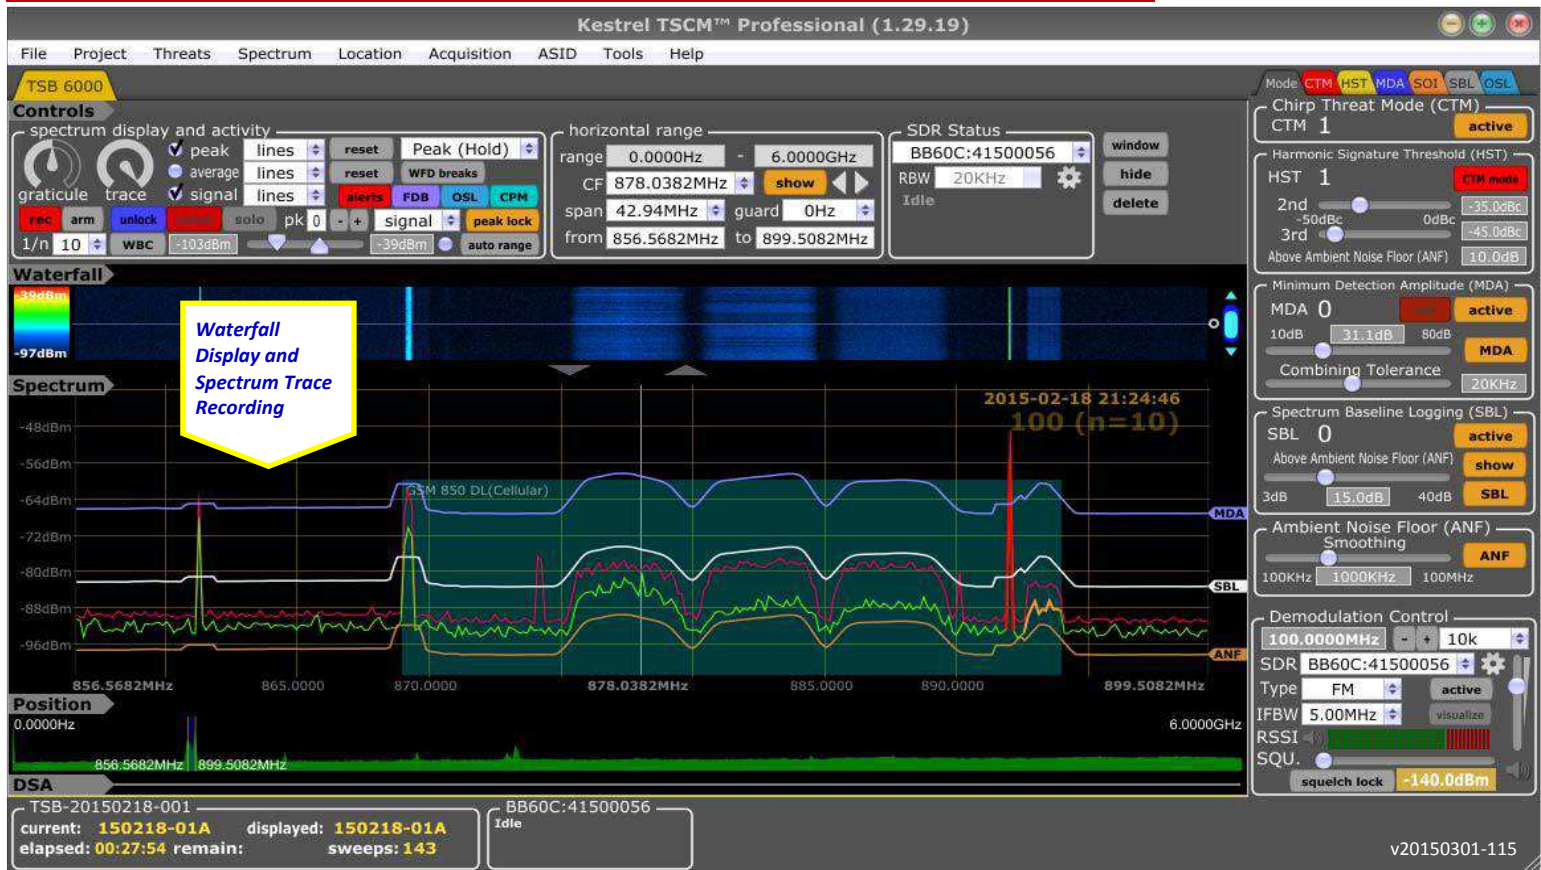 Kestrel TSCM™ Professional (1.29.19)
File Project Threats Spectrum Location Acquisition ASID Tools Help
TSB 6000
Mode CTM HST MDA SOI SBL OSL
Controls
spectrum display and activity
graticule trace
peak lines reset Peak (Hold)
average lines reset WFD breaks
signal lines alerts FDB OSL CPM
rec arm unlock solo pk 0 - + signal peak lock
1/n 10 WBC -103dBm -39dBm auto range
horizontal range
range 0.0000Hz - 6.0000GHz
CF 878.0382MHz show
span 42.94MHz guard 0Hz
from 856.5682MHz to 899.5082MHz
SDR Status
BB60C:41500056
RBW 20KHz
Idle
window
hide
delete
Chirp Threat Mode (CTM)
CTM 1 active
Harmonic Signature Threshold (HST)
HST 1 CTM mode
2nd -35.0dBc
-50dBc 0dBc
3rd -45.0dBc
Above Ambient Noise Floor (ANF) 10.0dB
Minimum Detection Amplitude (MDA)
MDA 0 active
10dB 31.1dB 80dB
MDA
Combining Tolerance
20KHz
Spectrum Baseline Logging (SBL)
SBL 0 active
Above Ambient Noise Floor (ANF) show
3dB 15.0dB 40dB SBL
Ambient Noise Floor (ANF)
Smoothing
ANF
100KHz 1000KHz 100MHz
Demodulation Control
100.0000MHz - + 10k
SDR BB60C:41500056
Type FM active
IFBW 5.00MHz visualize
RSSI
SQU.
squelch lock -140.0dBm
Waterfall
-39dBm
-97dBm
Waterfall
Display and
Spectrum Trace
Recording
Spectrum
2015-02-18 21:24:46
100 (n=10)
-48dBm
-56dBm
-64dBm
-72dBm
-80dBm
-88dBm
-96dBm
GSM 850 DL(Cellular)
MDA
SBL
ANF
856.5682MHz 865.0000 870.0000 878.0382MHz 885.0000 890.0000 899.5082MHz
Position
0.0000Hz 6.0000GHz
856.5682MHz 899.5082MHz
DSA
TSB-20150218-001
current: 150218-01A displayed: 150218-01A
elapsed: 00:27:54 remain: sweeps: 143
BB60C:41500056
Idle
v20150301-115